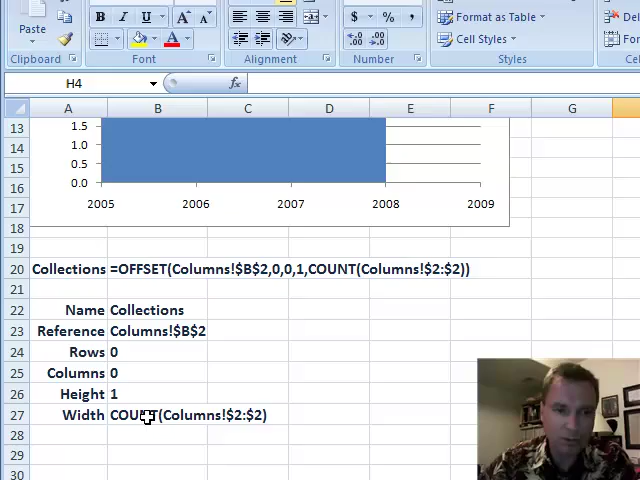 Paste
Clipboard
B I U A A
A
Font
Alignment
$ % ,
Number
Format as Table
Cell Styles
Styles
H4 fx
A B C D E F G
13 1.5
14 1.0
15 0.5
16 0.0
17 2005 2006 2007 2008 2009
18
19
20 Collections =OFFSET(Columns!$B$2,0,0,1,COUNT(Columns!$2:$2))
21
22 Name Collections
23 Reference Columns!$B$2
24 Rows 0
25 Columns 0
26 Height 1
27 Width COUNT(Columns!$2:$2)
28
29
30